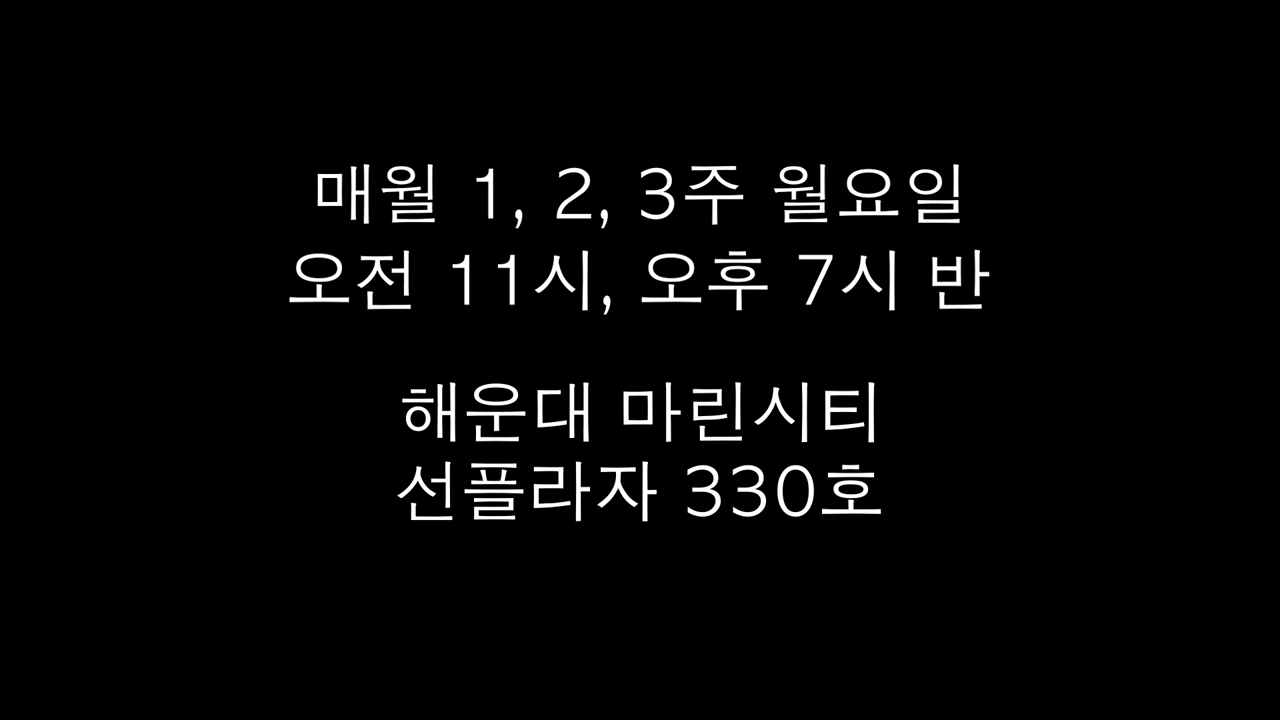 매월 1, 2, 3주 월요일
오전 11시, 오후 7시 반
해운대 마린시티
선플라자 330호